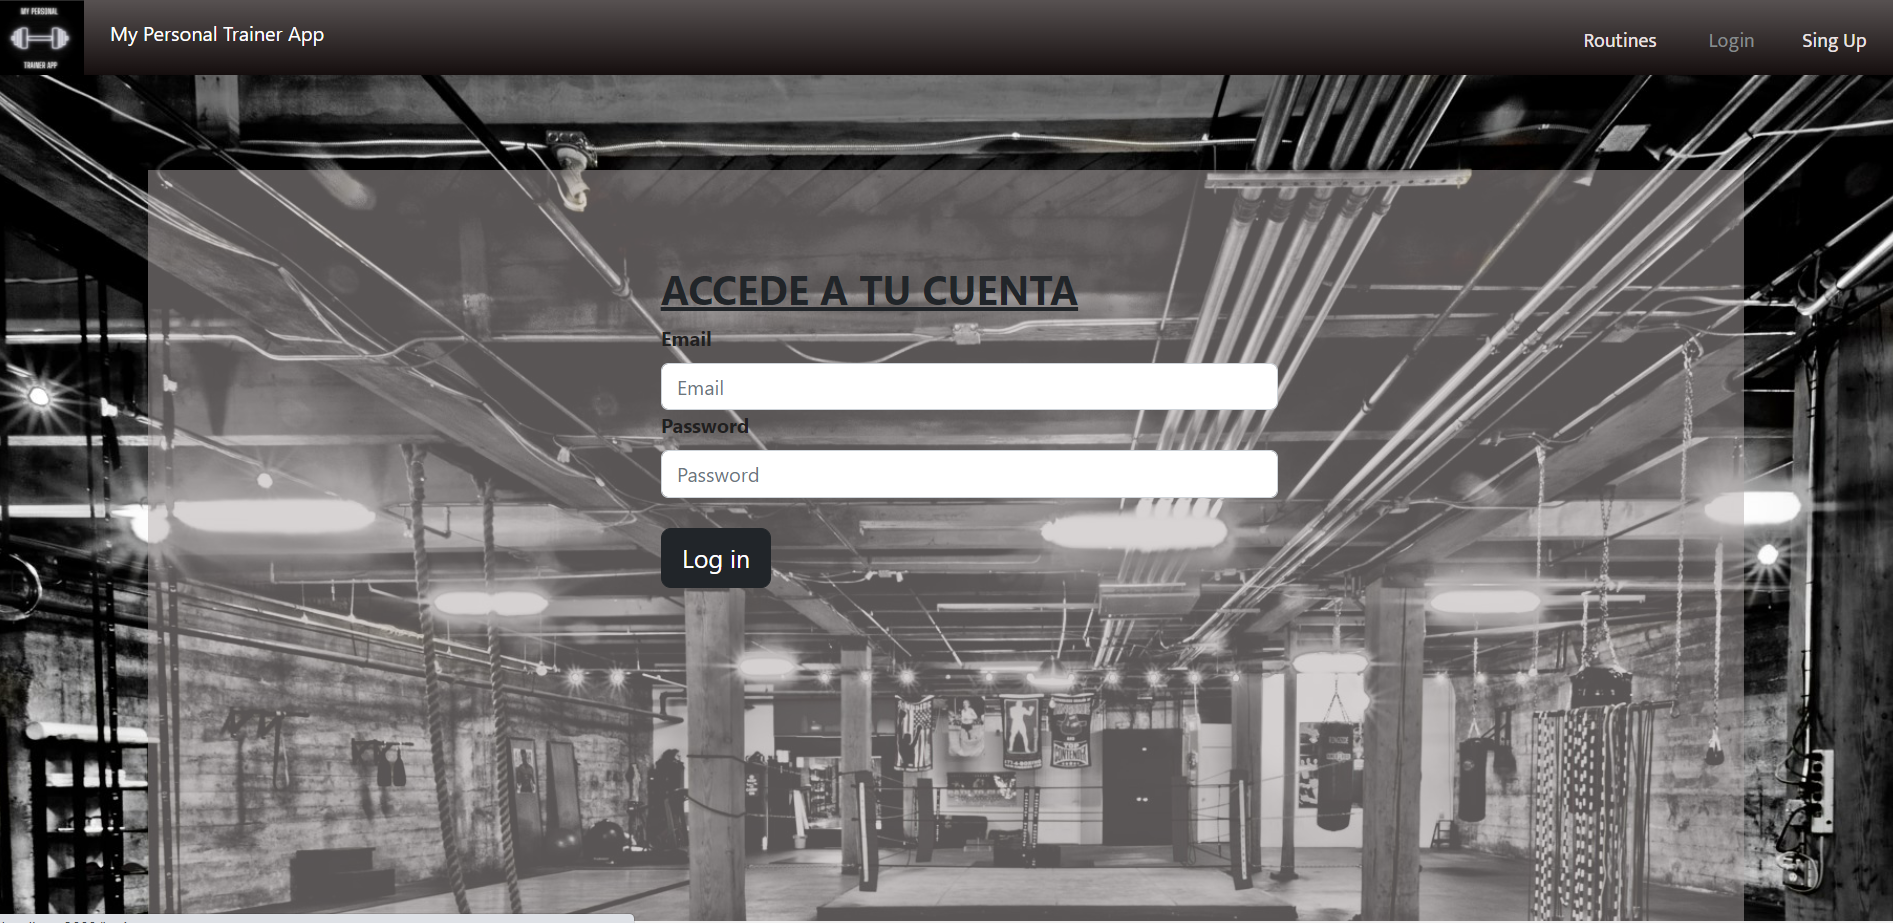 MY PERSONAL
TRAINER APP
My Personal Trainer App
Routines
Login
Sing Up
ACCEDE A TU CUENTA
Email
Email
Password
Password
Log in